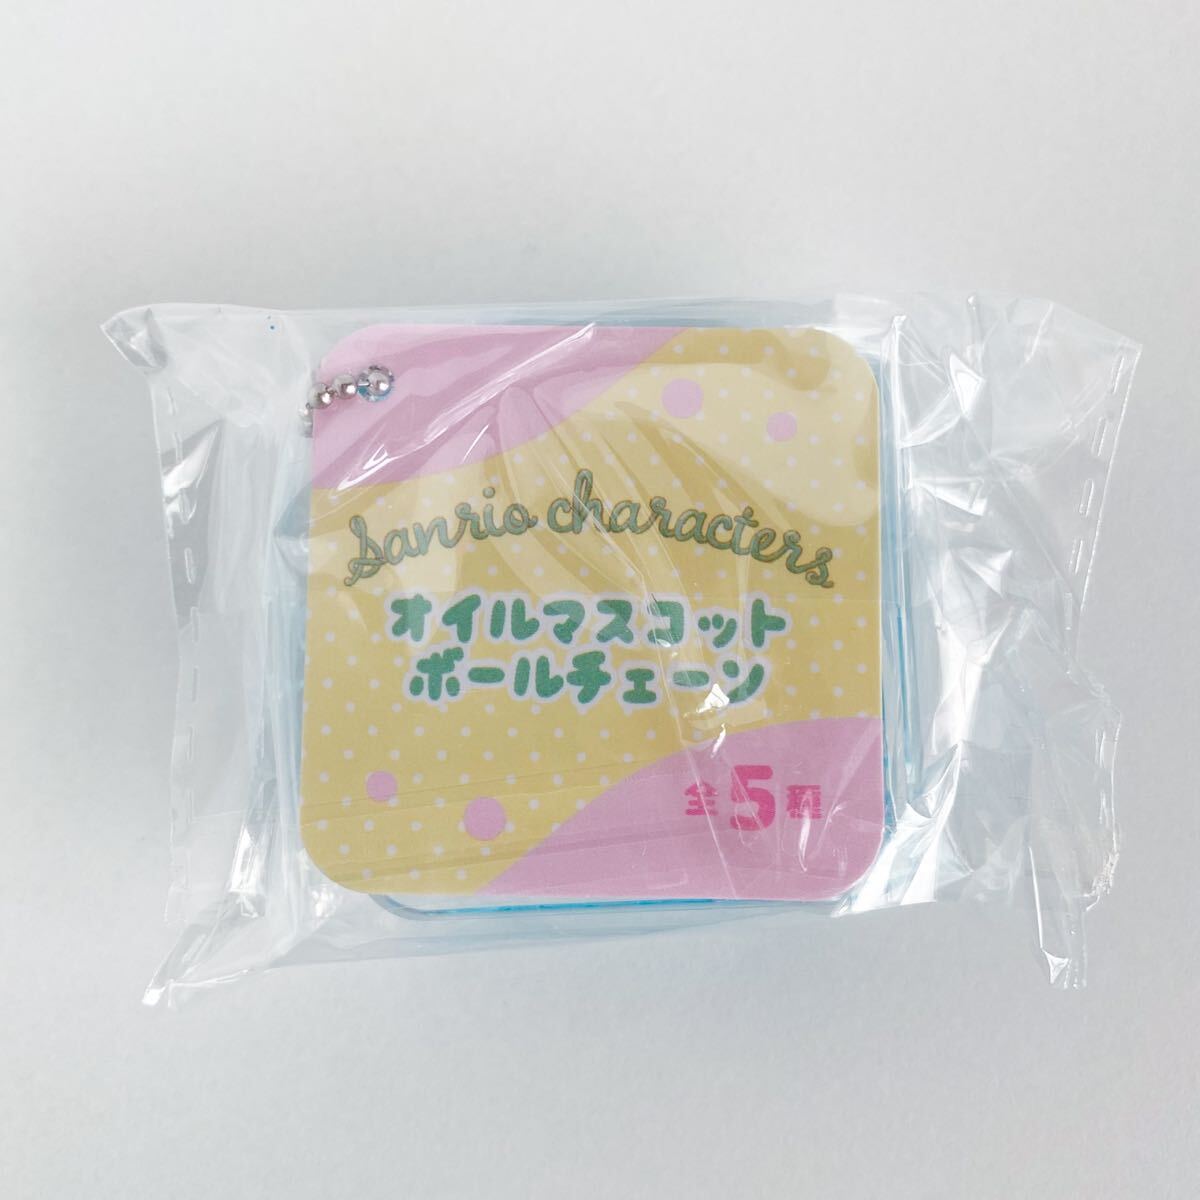 Sanrio characters
オイルマスコット
ボールチェーン
全5種